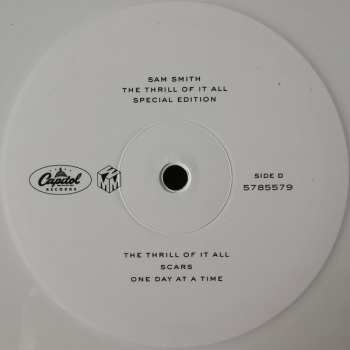 SAM SMITH
THE THRILL OF IT ALL
SPECIAL EDITION
Capitol
RECORDS
SIDE D
5785579
THE THRILL OF IT ALL
SCARS
ONE DAY AT A TIME